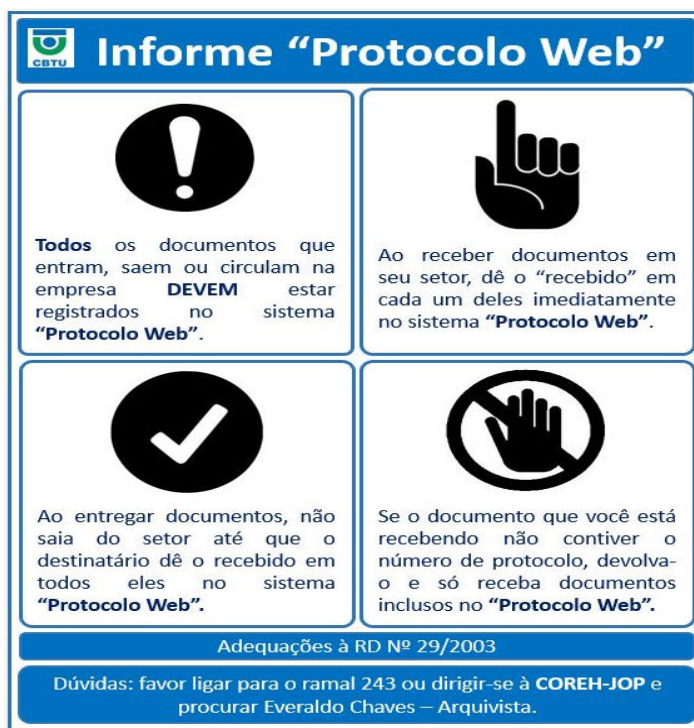 CBTU
Informe “Protocolo Web”
Todos os documentos que
entram, saem ou circulam na
empresa DEVEM estar
registrados no sistema
“Protocolo Web”.
Ao receber documentos em
seu setor, dê o “recebido” em
cada um deles imediatamente
no sistema “Protocolo Web”.
Ao entregar documentos, não
saia do setor até que o
destinatário dê o recebido em
todos eles no sistema
“Protocolo Web”.
Se o documento que você está
recebendo não contiver o
número de protocolo, devolva-
o e só receba documentos
inclusos no “Protocolo Web”.
Adequações à RD Nº 29/2003
Dúvidas: favor ligar para o ramal 243 ou dirigir-se à COREH-JOP e
procurar Everaldo Chaves – Arquivista.